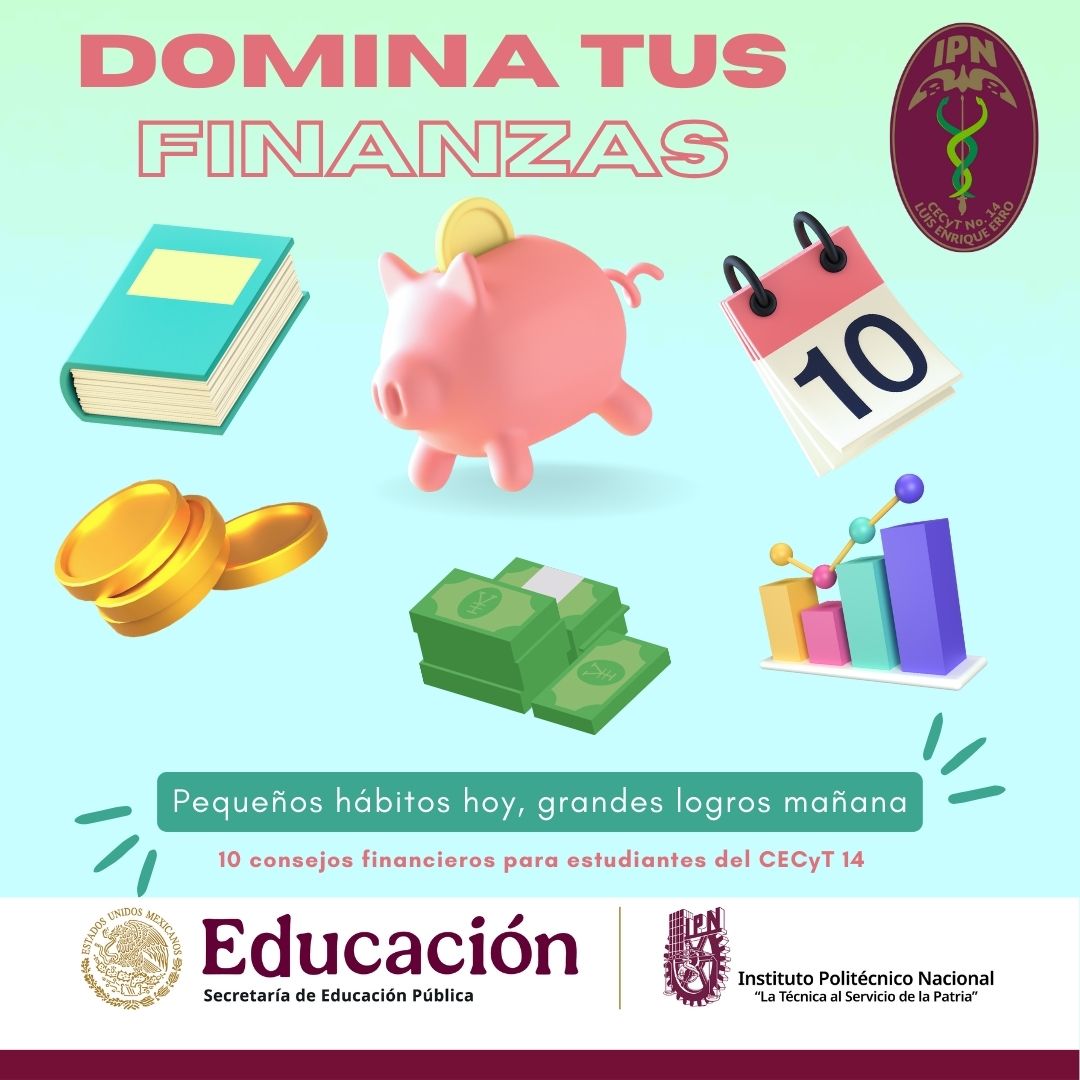 DOMINA TUS
FINANZAS
IPN
CECyT No. 14
LUIS ENRIQUE ERRO
10
Pequeños hábitos hoy, grandes logros mañana
10 consejos financieros para estudiantes del CECyT 14
ESTADOS UNIDOS MEXICANOS
Educación
Secretaría de Educación Pública
IPN
Instituto Politécnico Nacional
“La Técnica al Servicio de la Patria”